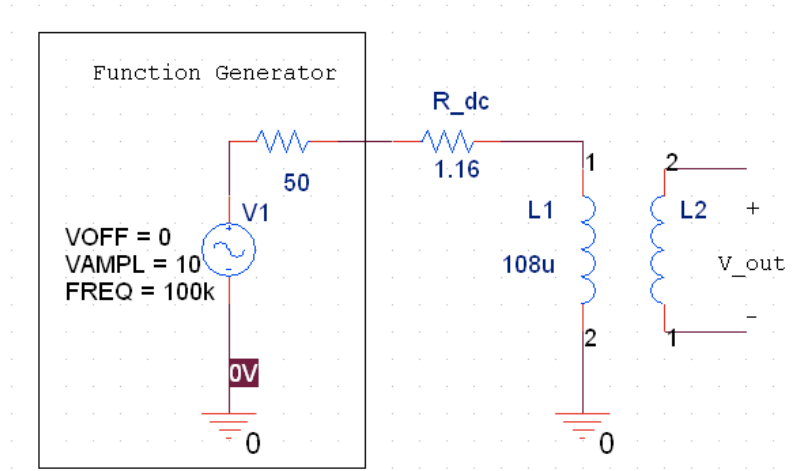 Function Generator
R_dc
50
1.16
1
2
V1
L1
L2
+
VOFF = 0
VAMPL = 10
FREQ = 100k
+
-
108u
V_out
-
2
1
0V
0
0